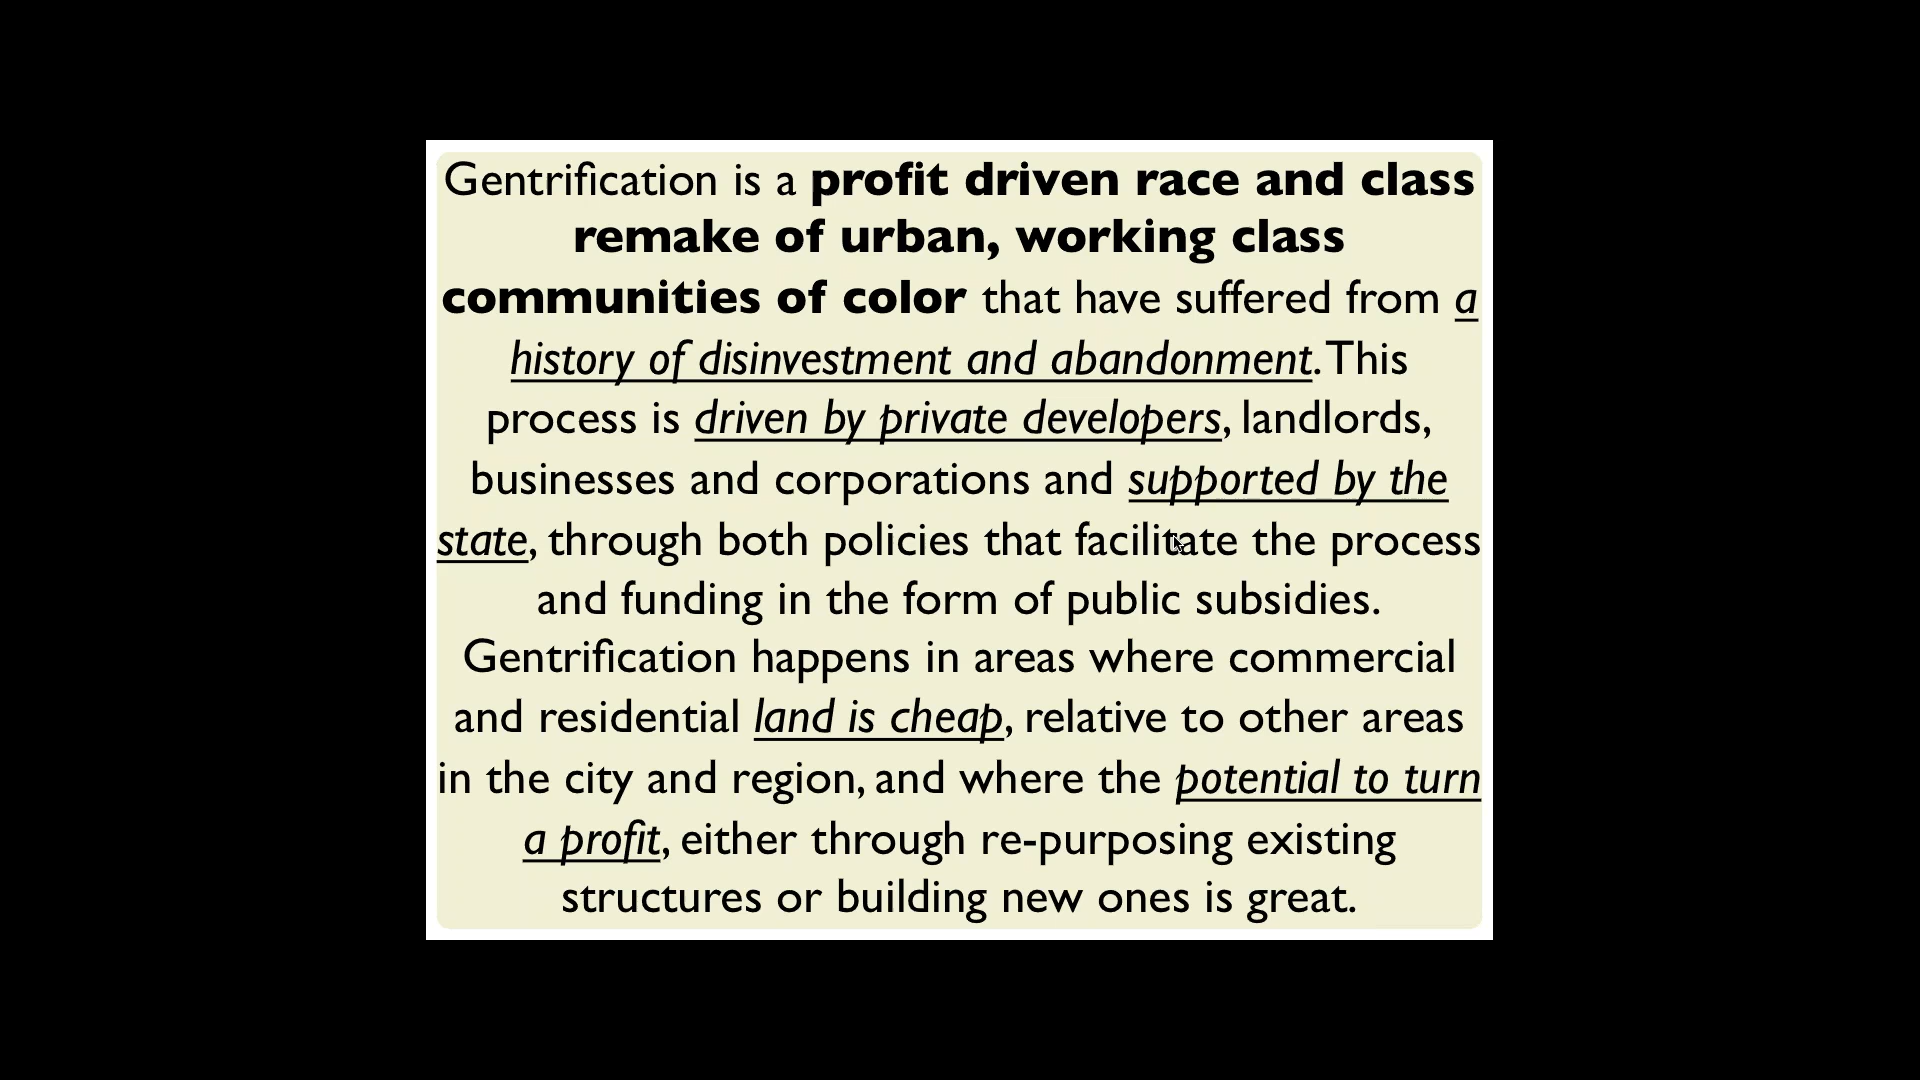 Gentrification is a profit driven race and class
remake of urban, working class
communities of color that have suffered from a
history of disinvestment and abandonment. This
process is driven by private developers, landlords,
businesses and corporations and supported by the
state, through both policies that facilitate the process
and funding in the form of public subsidies.
Gentrification happens in areas where commercial
and residential land is cheap, relative to other areas
in the city and region, and where the potential to turn
a profit, either through re-purposing existing
structures or building new ones is great.